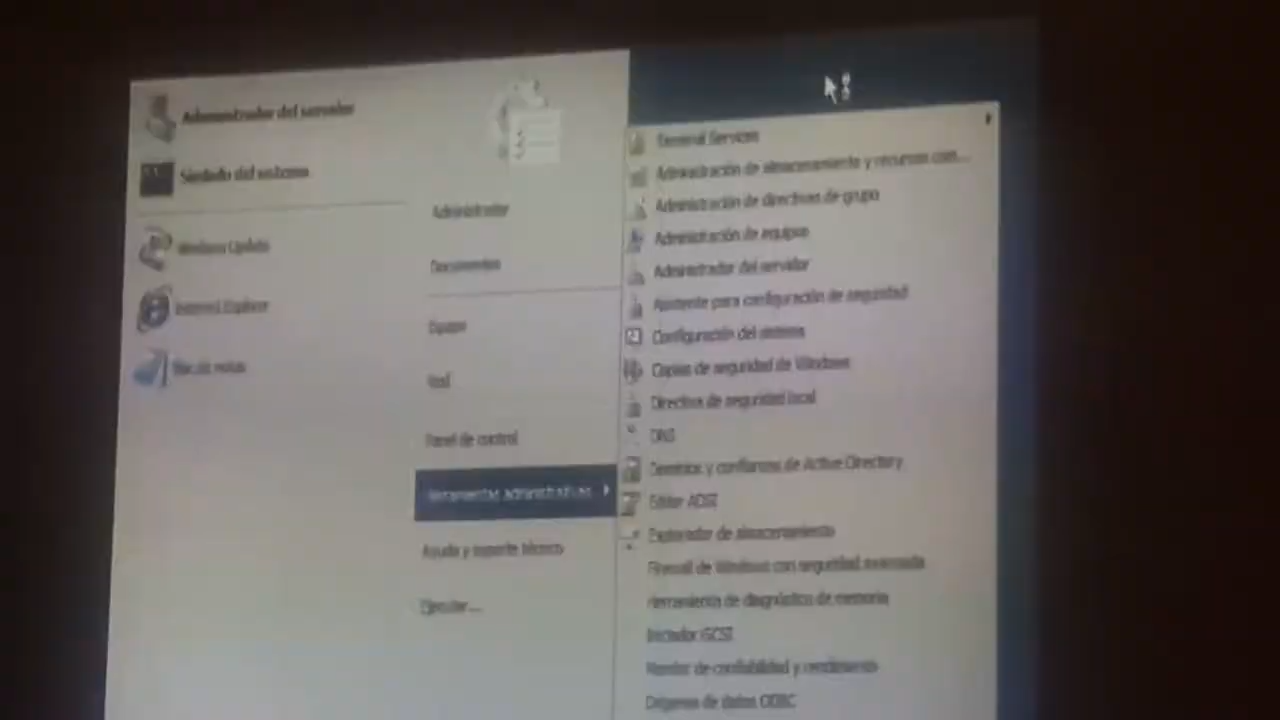 Administrador del servidor
Símbolo del sistema
Windows Update
Internet Explorer
Bloc de notas
Administrador
Documentos
Equipo
Red
Panel de control
Herramientas administrativas
Ayuda y soporte técnico
Ejecutar...
Terminal Services
Administración de almacenamiento y recursos com...
Administración de directivas de grupo
Administración de equipos
Administrador del servidor
Asistente para configuración de seguridad
Configuración del sistema
Copias de seguridad de Windows
Directiva de seguridad local
DNS
Dominios y confianzas de Active Directory
Editor ADSI
Explorador de almacenamiento
Firewall de Windows con seguridad avanzada
Herramienta de diagnóstico de memoria
Iniciador iSCSI
Monitor de confiabilidad y rendimiento
Orígenes de datos ODBC